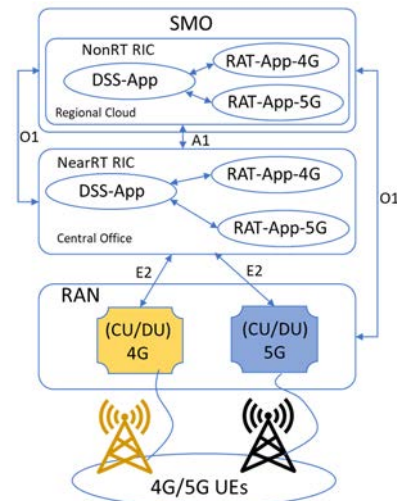 SMO
NonRT RIC
RAT-App-4G
DSS-App
RAT-App-5G
Regional Cloud
O1
A1
O1
NearRT RIC
RAT-App-4G
DSS-App
RAT-App-5G
Central Office
E2
E2
RAN
(CU/DU)
4G
(CU/DU)
5G
4G/5G UEs